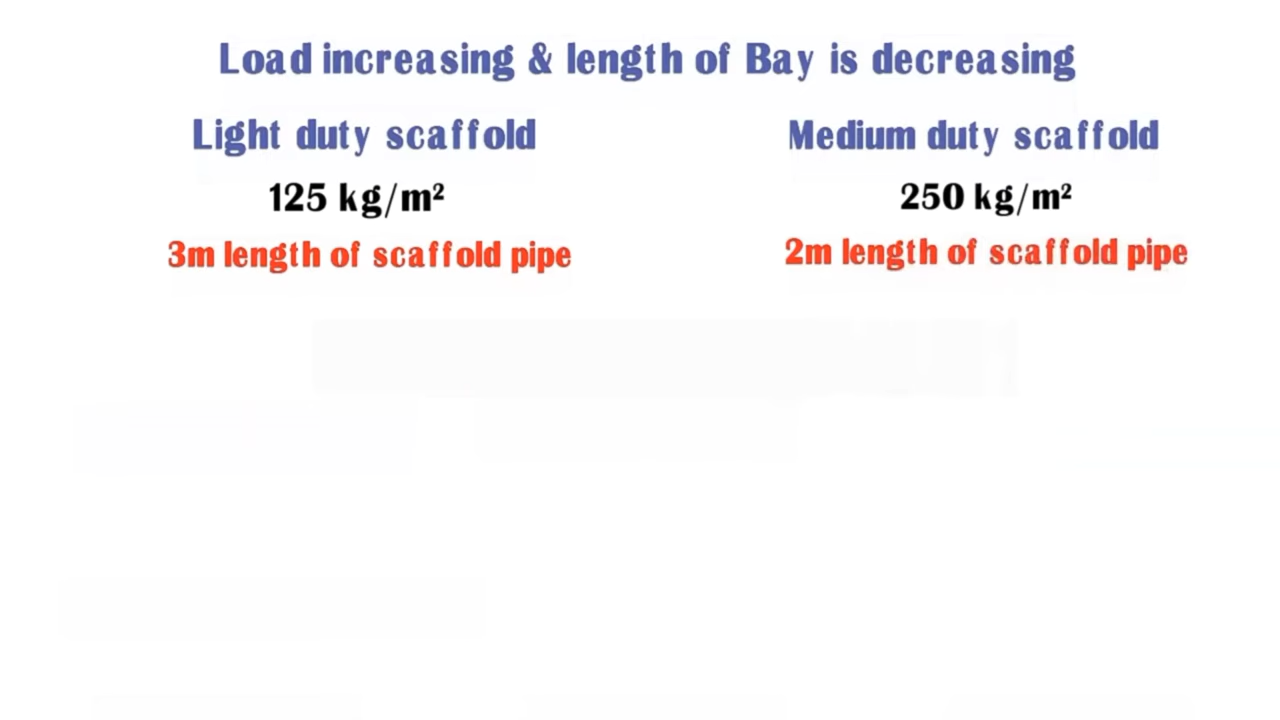 Load increasing & length of Bay is decreasing
Light duty scaffold
125 kg/m²
3m length of scaffold pipe
Medium duty scaffold
250 kg/m²
2m length of scaffold pipe